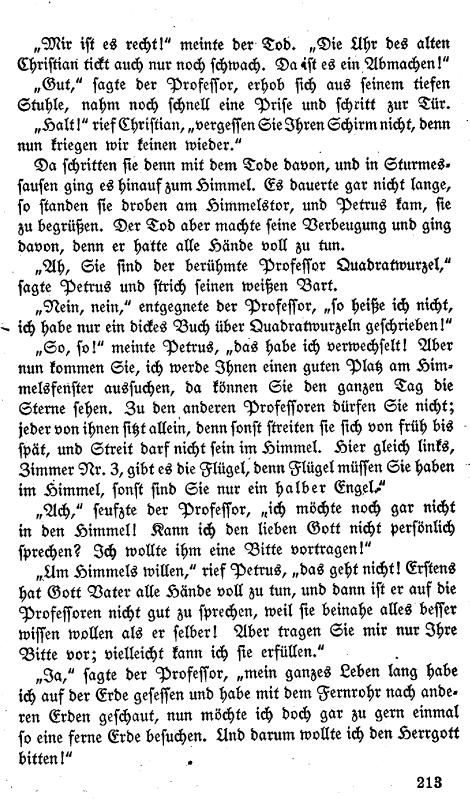 „Mir ist es recht!“ meinte der Tod. „Die Uhr des alten
Christian tickt auch nur noch schwach. Da ist es ein Abmachen!“
„Gut,“ sagte der Professor, erhob sich aus seinem tiefen
Stuhle, nahm noch schnell eine Prise und schritt zur Tür.
„Halt!“ rief Christian, „vergessen Sie Ihren Schirm nicht, denn
nun kriegen wir keinen wieder.“
Da schritten sie denn mit dem Tode davon, und in Sturmes-
sausen ging es hinauf zum Himmel. Es dauerte gar nicht lange,
so standen sie droben am Himmelstor, und Petrus kam, sie
zu begrüßen. Der Tod aber machte seine Verbeugung und ging
davon, denn er hatte alle Hände voll zu tun.
„Ah, Sie sind der berühmte Professor Quadratwurzel,“
sagte Petrus und strich seinen weißen Bart.
„Nein, nein,“ entgegnete der Professor, „so heiße ich nicht,
ich habe nur ein dickes Buch über Quadratwurzeln geschrieben!“
„So, so!“ meinte Petrus, „das habe ich verwechselt! Aber
nun kommen Sie, ich werde Ihnen einen guten Platz am Him-
melsfenster aussuchen, da können Sie den ganzen Tag die
Sterne sehen. Zu den anderen Professoren dürfen Sie nicht;
jeder von ihnen sitzt allein, denn sonst streiten sie sich von früh bis
spät, und Streit darf nicht sein im Himmel. Hier gleich links,
Zimmer Nr. 3, gibt es die Flügel, denn Flügel müssen Sie haben
im Himmel, sonst sind Sie nur ein halber Engel.“
„Ach,“ seufzte der Professor, „ich möchte noch gar nicht
in den Himmel! Kann ich den lieben Gott nicht persönlich
sprechen? Ich wollte ihm eine Bitte vortragen!“
„Um Himmels willen,“ rief Petrus, „das geht nicht! Erstens
hat Gott Vater alle Hände voll zu tun, und dann ist er auf die
Professoren nicht gut zu sprechen, weil sie beinahe alles besser
wissen wollen als er selber! Aber tragen Sie mir nur Ihre
Bitte vor; vielleicht kann ich sie erfüllen.“
„Ja,“ sagte der Professor, „mein ganzes Leben lang habe
ich auf der Erde gesessen und habe mit dem Fernrohr nach ande-
ren Erden geschaut, nun möchte ich doch gar zu gern einmal
so eine ferne Erde besuchen. Und darum wollte ich den Herrgott
bitten!“
213